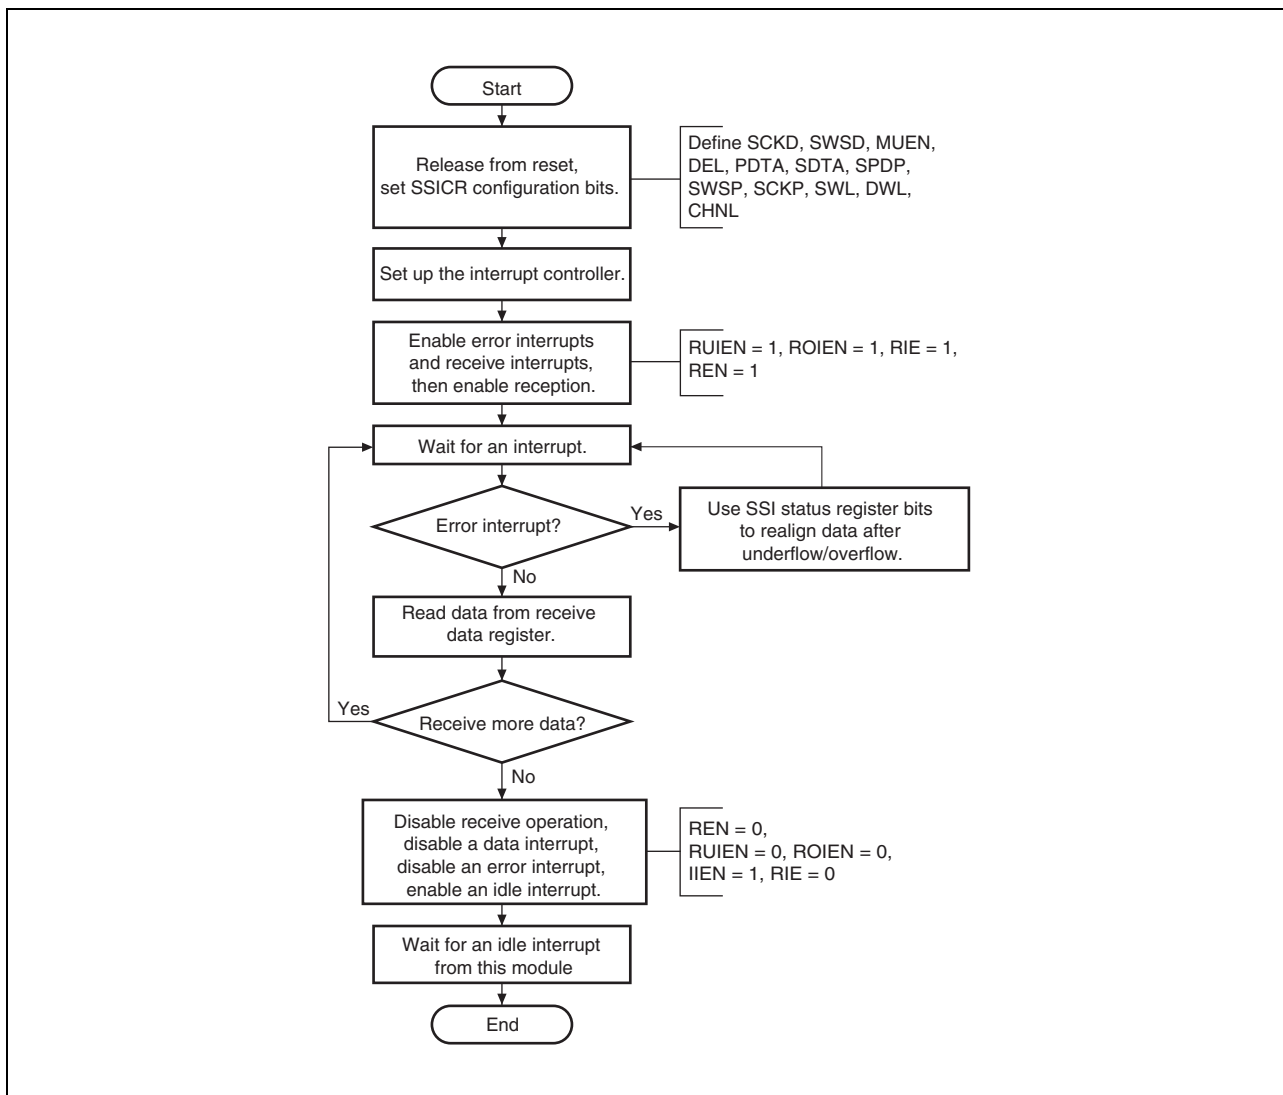 Start
Release from reset,
set SSICR configuration bits.
Define SCKD, SWSD, MUEN,
DEL, PDTA, SDTA, SPDP,
SWSP, SCKP, SWL, DWL,
CHNL
Set up the interrupt controller.
Enable error interrupts
and receive interrupts,
then enable reception.
RUIEN = 1, ROIEN = 1, RIE = 1,
REN = 1
Wait for an interrupt.
Error interrupt?
Yes
Use SSI status register bits
to realign data after
underflow/overflow.
No
Read data from receive
data register.
Yes
Receive more data?
No
Disable receive operation,
disable a data interrupt,
disable an error interrupt,
enable an idle interrupt.
REN = 0,
RUIEN = 0, ROIEN = 0,
IIEN = 1, RIE = 0
Wait for an idle interrupt
from this module
End